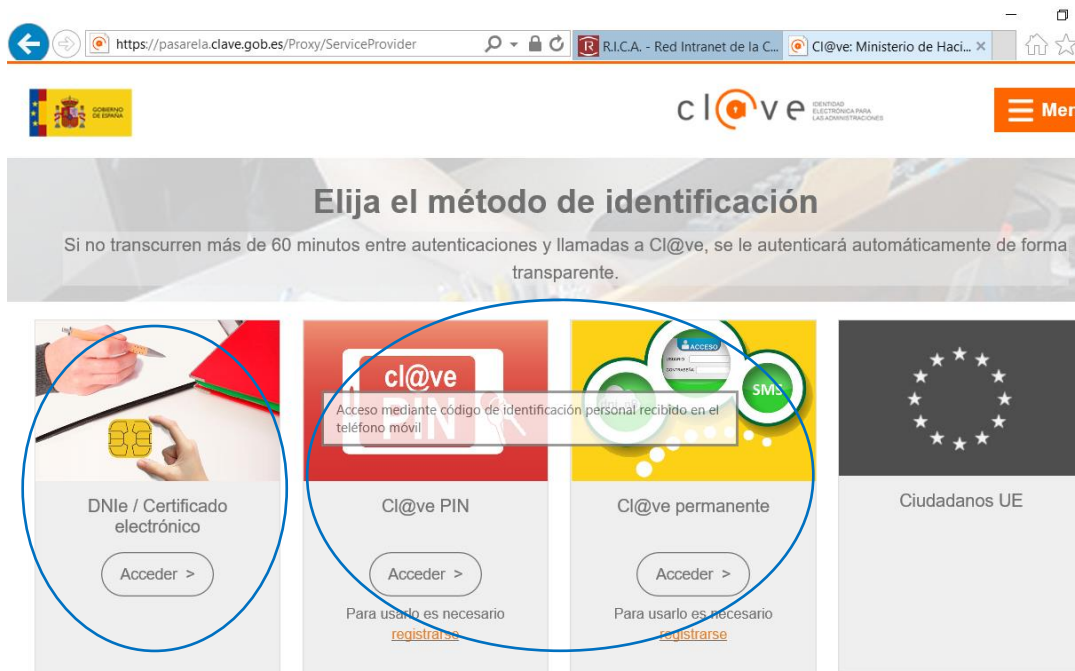 https://pasarela.clave.gob.es/Proxy/ServiceProvider
R.I.C.A. - Red Intranet de la C...
Cl@ve: Ministerio de Haci...
GOBIERNO
DE ESPAÑA
cl@ve
IDENTIDAD
ELECTRÓNICA PARA
LAS ADMINISTRACIONES
Men
Elija el método de identificación
Si no transcurren más de 60 minutos entre autenticaciones y llamadas a Cl@ve, se le autenticará automáticamente de forma
transparente.
cl@ve
PIN
Acceso mediante código de identificación personal recibido en el
teléfono móvil
ACCESO
USUARIO
CONTRASEÑA
SMS
DNIe / Certificado
electrónico
Acceder >
Cl@ve PIN
Acceder >
Para usarlo es necesario
registrarse
Cl@ve permanente
Acceder >
Para usarlo es necesario
registrarse
Ciudadanos UE